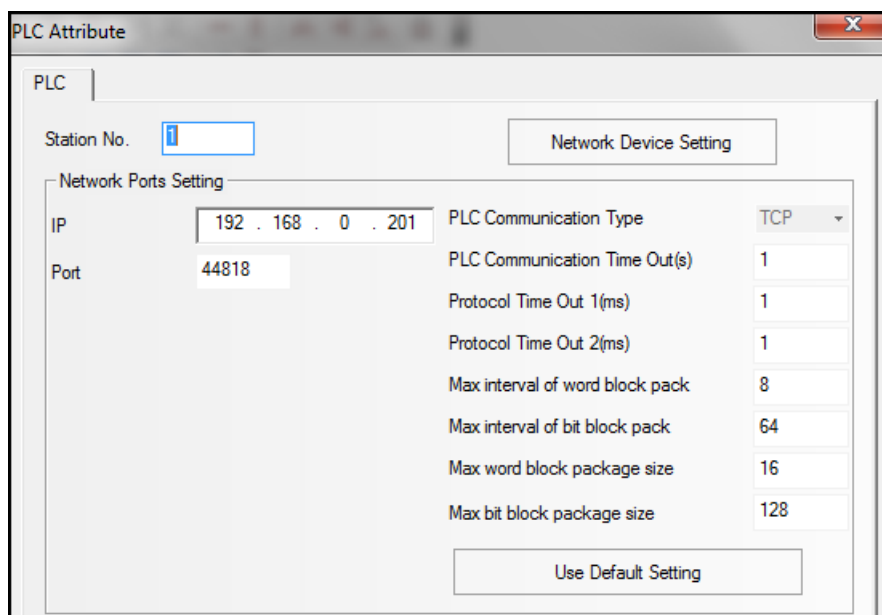 PLC Attribute
PLC
Station No. 1
Network Device Setting
Network Ports Setting
IP 192 . 168 . 0 . 201
Port 44818
PLC Communication Type TCP
PLC Communication Time Out(s) 1
Protocol Time Out 1(ms) 1
Protocol Time Out 2(ms) 1
Max interval of word block pack 8
Max interval of bit block pack 64
Max word block package size 16
Max bit block package size 128
Use Default Setting